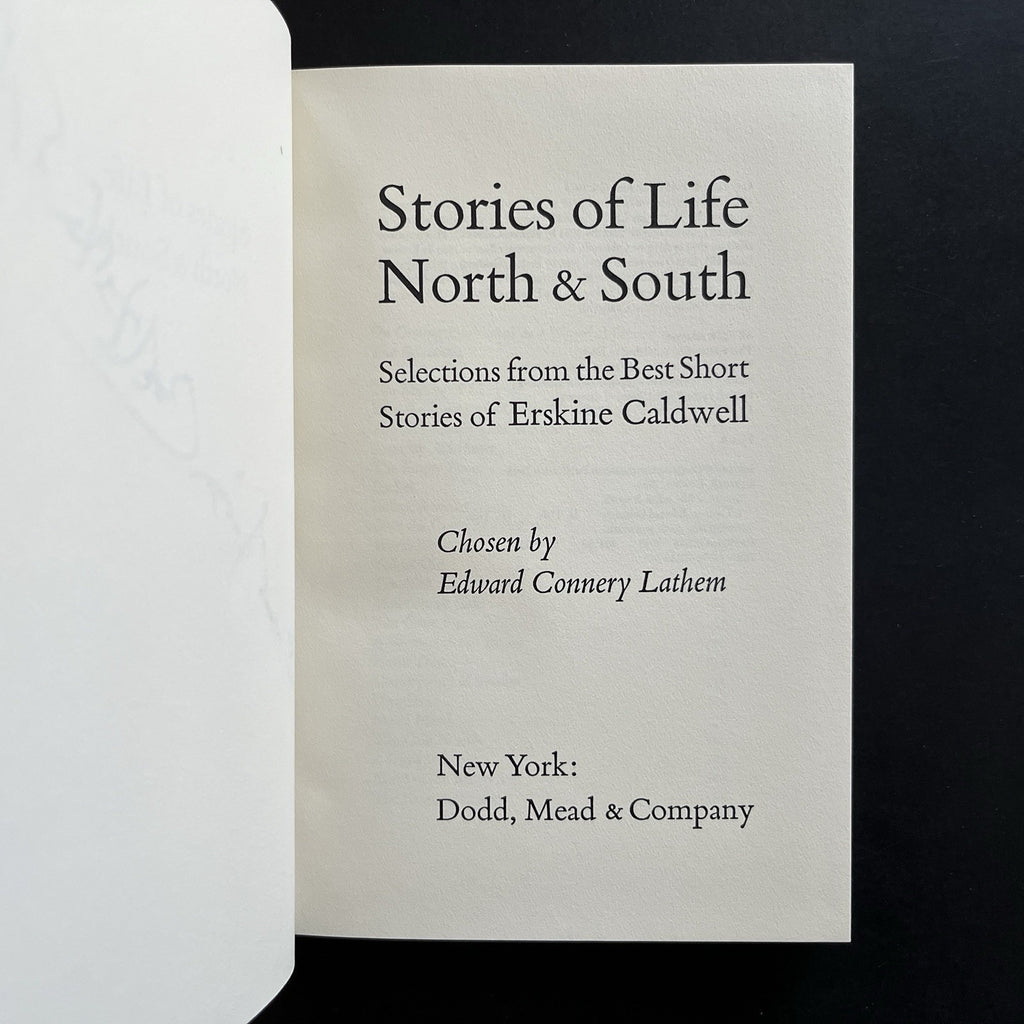 Stories of Life
North & South
Selections from the Best Short
Stories of Erskine Caldwell
Chosen by
Edward Connery Lathem
New York:
Dodd, Mead & Company